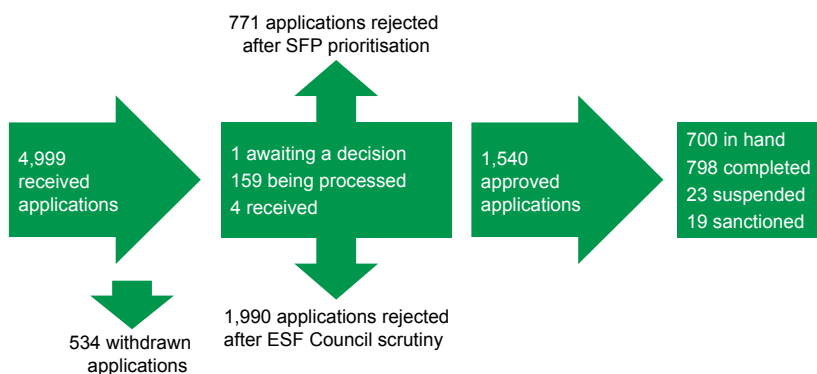 771 applications rejected
after SFP prioritisation
4,999
received
applications
534 withdrawn
applications
1 awaiting a decision
159 being processed
4 received
1,990 applications rejected
after ESF Council scrutiny
1,540
approved
applications
700 in hand
798 completed
23 suspended
19 sanctioned